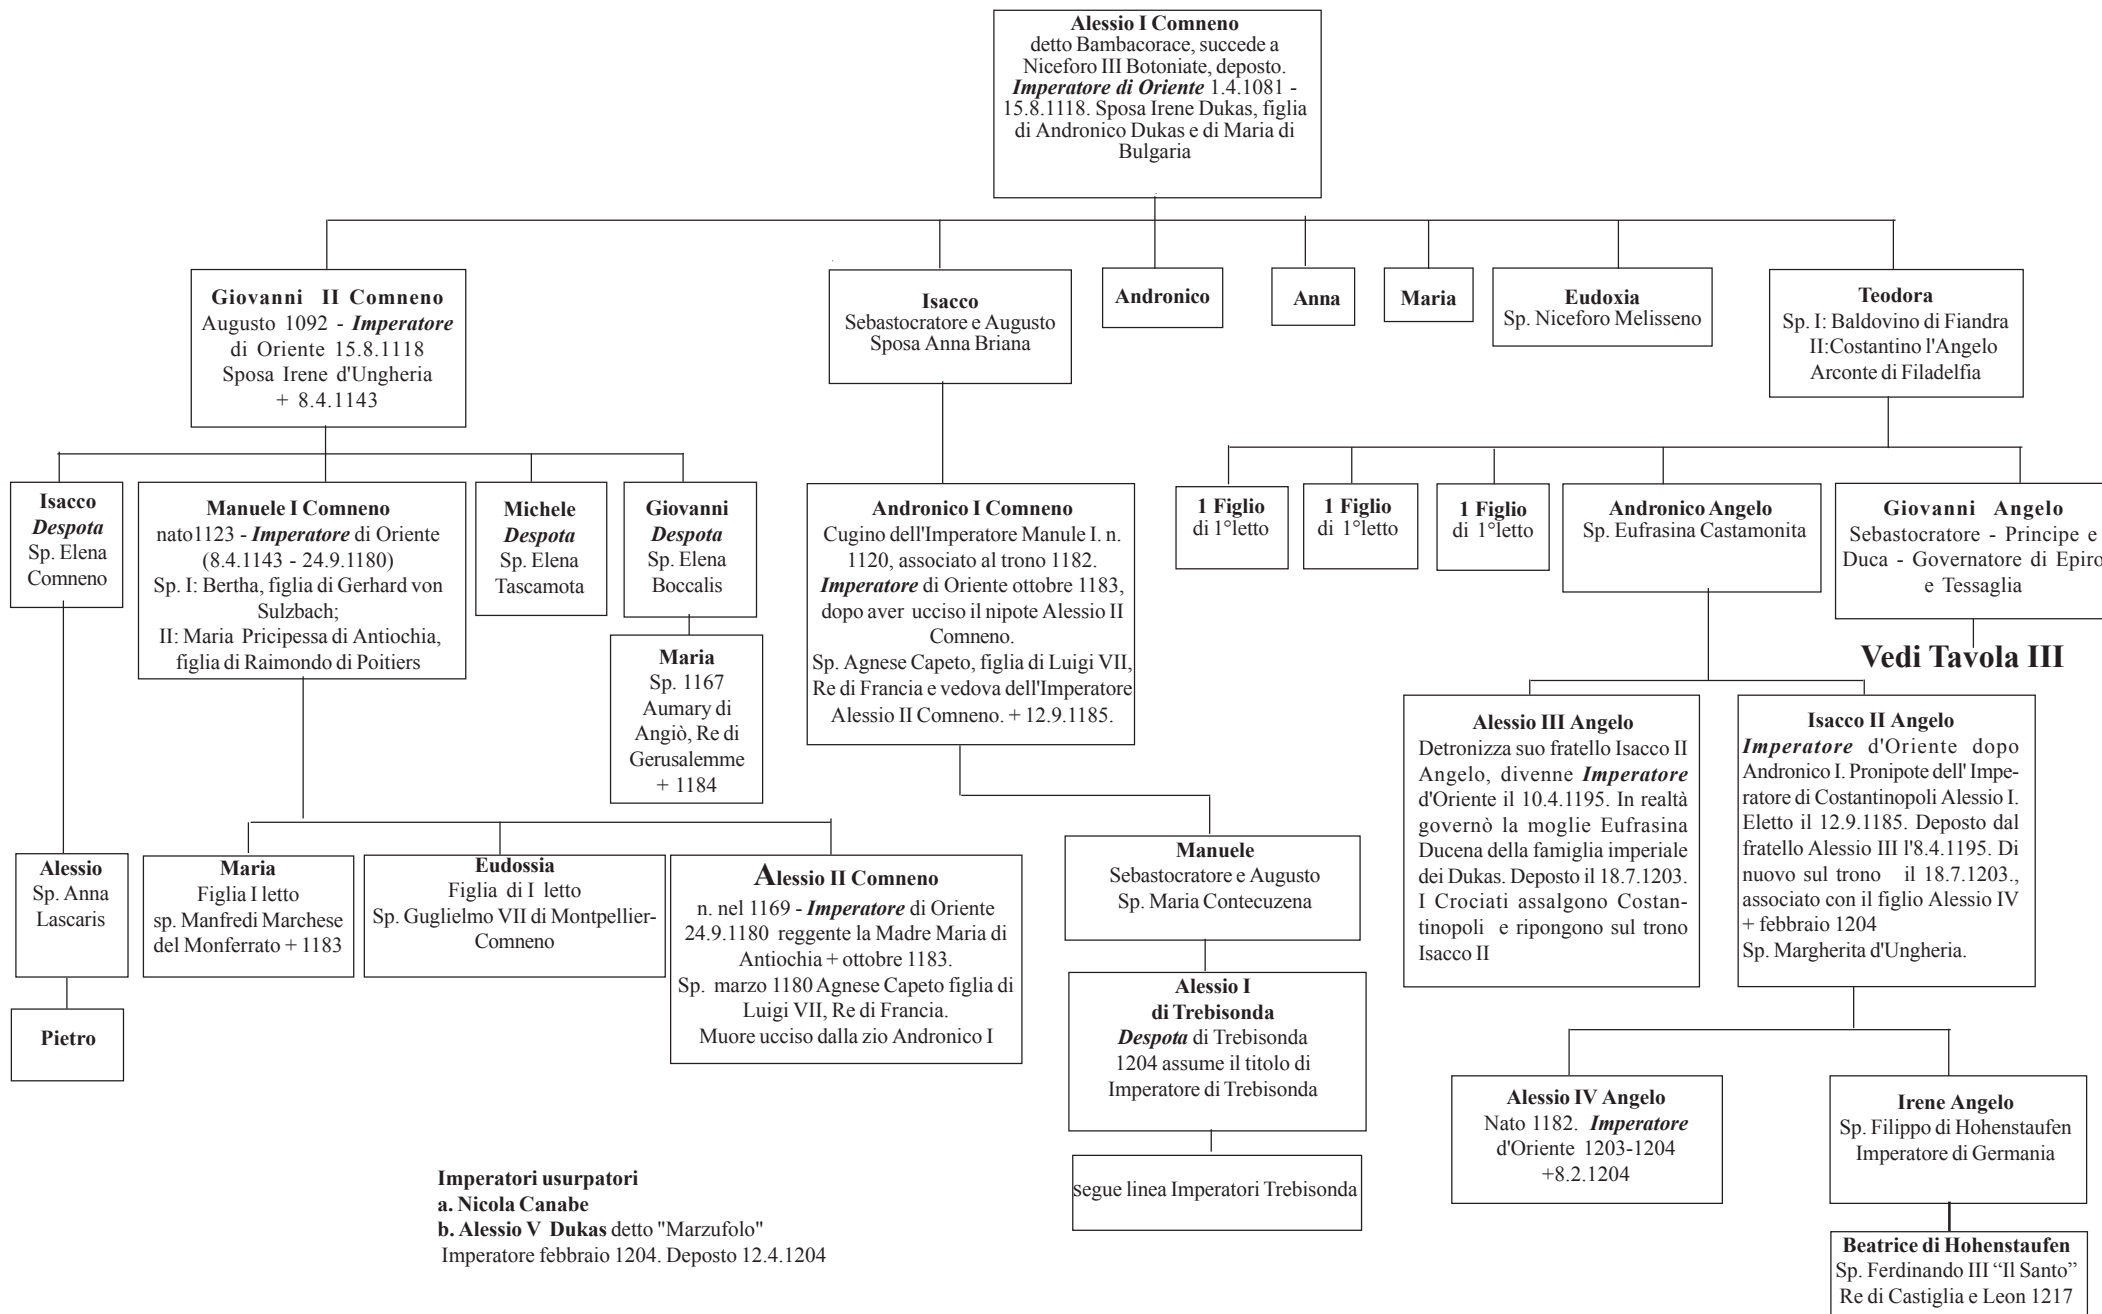 Alessio I Comneno
detto Bambacorace, succede a
Niceforo III Botoniate, deposto.
Imperatore di Oriente 1.4.1081 -
15.8.1118. Sposa Irene Dukas, figlia
di Andronico Dukas e di Maria di
Bulgaria
Giovanni II Comneno
Augusto 1092 - Imperatore
di Oriente 15.8.1118
Sposa Irene d'Ungheria
+ 8.4.1143
Isacco
Sebastocratore e Augusto
Sposa Anna Briana
Andronico
Anna
Maria
Eudoxia
Sp. Niceforo Melisseno
Teodora
Sp. I: Baldovino di Fiandra
II:Costantino l'Angelo
Arconte di Filadelfia
Isacco
Despota
Sp. Elena
Comneno
Manuele I Comneno
nato1123 - Imperatore di Oriente
(8.4.1143 - 24.9.1180)
Sp. I: Bertha, figlia di Gerhard von
Sulzbach;
II: Maria Pricipessa di Antiochia,
figlia di Raimondo di Poitiers
Michele
Despota
Sp. Elena
Tascamota
Giovanni
Despota
Sp. Elena
Boccalis
Maria
Sp. 1167
Aumary di
Angiò, Re di
Gerusalemme
+ 1184
Andronico I Comneno
Cugino dell'Imperatore Manule I. n.
1120, associato al trono 1182.
Imperatore di Oriente ottobre 1183,
dopo aver ucciso il nipote Alessio II
Comneno.
Sp. Agnese Capeto, figlia di Luigi VII,
Re di Francia e vedova dell'Imperatore
Alessio II Comneno. + 12.9.1185.
1 Figlio
di 1°letto
1 Figlio
di 1°letto
1 Figlio
di 1°letto
Andronico Angelo
Sp. Eufrasina Castamonita
Giovanni Angelo
Sebastocratore - Principe e
Duca - Governatore di Epiro
e Tessaglia
Vedi Tavola III
Alessio III Angelo
Detronizza suo fratello Isacco II
Angelo, divenne Imperatore
d'Oriente il 10.4.1195. In realtà
governò la moglie Eufrasina
Ducena della famiglia imperiale
dei Dukas. Deposto il 18.7.1203.
I Crociati assalgono Costan-
tinopoli e ripongono sul trono
Isacco II
Isacco II Angelo
Imperatore d'Oriente dopo
Andronico I. Pronipote dell' Impe-
ratore di Costantinopoli Alessio I.
Eletto il 12.9.1185. Deposto dal
fratello Alessio III l'8.4.1195. Di
nuovo sul trono il 18.7.1203.,
associato con il figlio Alessio IV
+ febbraio 1204
Sp. Margherita d'Ungheria.
Alessio
Sp. Anna
Lascaris
Maria
Figlia I letto
sp. Manfredi Marchese
del Monferrato + 1183
Eudossia
Figlia di I letto
Sp. Guglielmo VII di Montpellier-
Comneno
Alessio II Comneno
n. nel 1169 - Imperatore di Oriente
24.9.1180 reggente la Madre Maria di
Antiochia + ottobre 1183.
Sp. marzo 1180 Agnese Capeto figlia di
Luigi VII, Re di Francia.
Muore ucciso dalla zio Andronico I
Manuele
Sebastocratore e Augusto
Sp. Maria Contecuzena
Pietro
Alessio I
di Trebisonda
Despota di Trebisonda
1204 assume il titolo di
Imperatore di Trebisonda
segue linea Imperatori Trebisonda
Alessio IV Angelo
Nato 1182. Imperatore
d'Oriente 1203-1204
+8.2.1204
Irene Angelo
Sp. Filippo di Hohenstaufen
Imperatore di Germania
Beatrice di Hohenstaufen
Sp. Ferdinando III “Il Santo”
Re di Castiglia e Leon 1217
Imperatori usurpatori
a. Nicola Canabe
b. Alessio V Dukas detto "Marzufolo"
Imperatore febbraio 1204. Deposto 12.4.1204